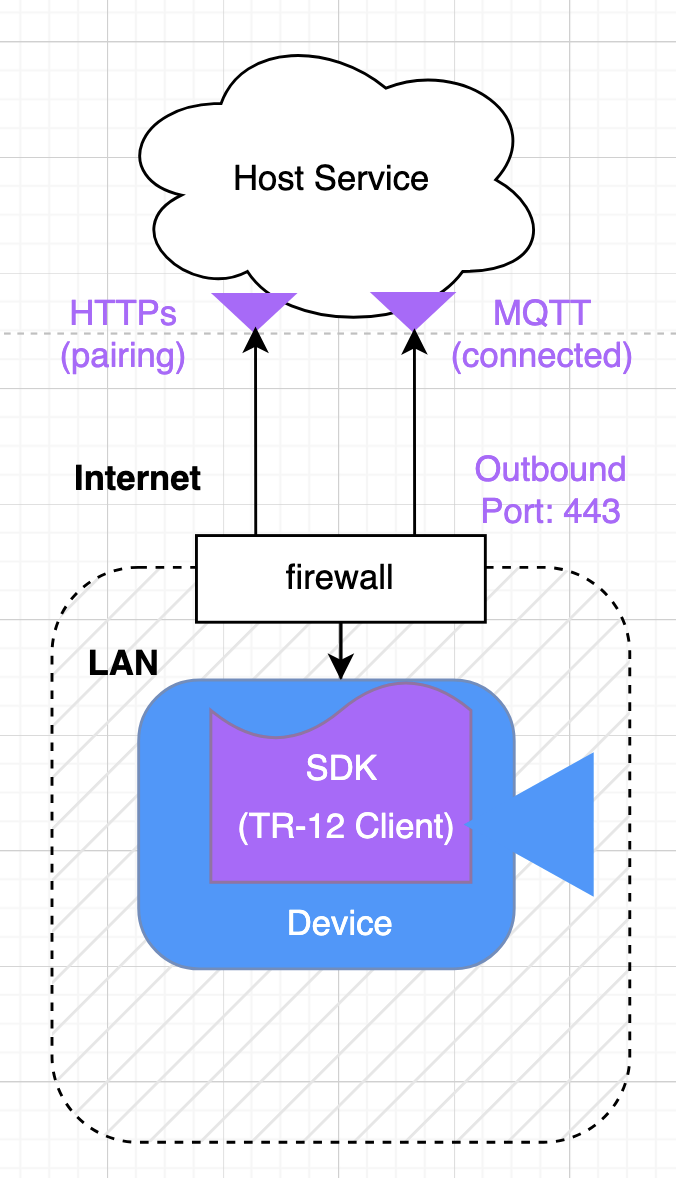 Host Service
HTTPs
(pairing)
MQTT
(connected)
Internet
Outbound
Port: 443
firewall
LAN
SDK
(TR-12 Client)
Device